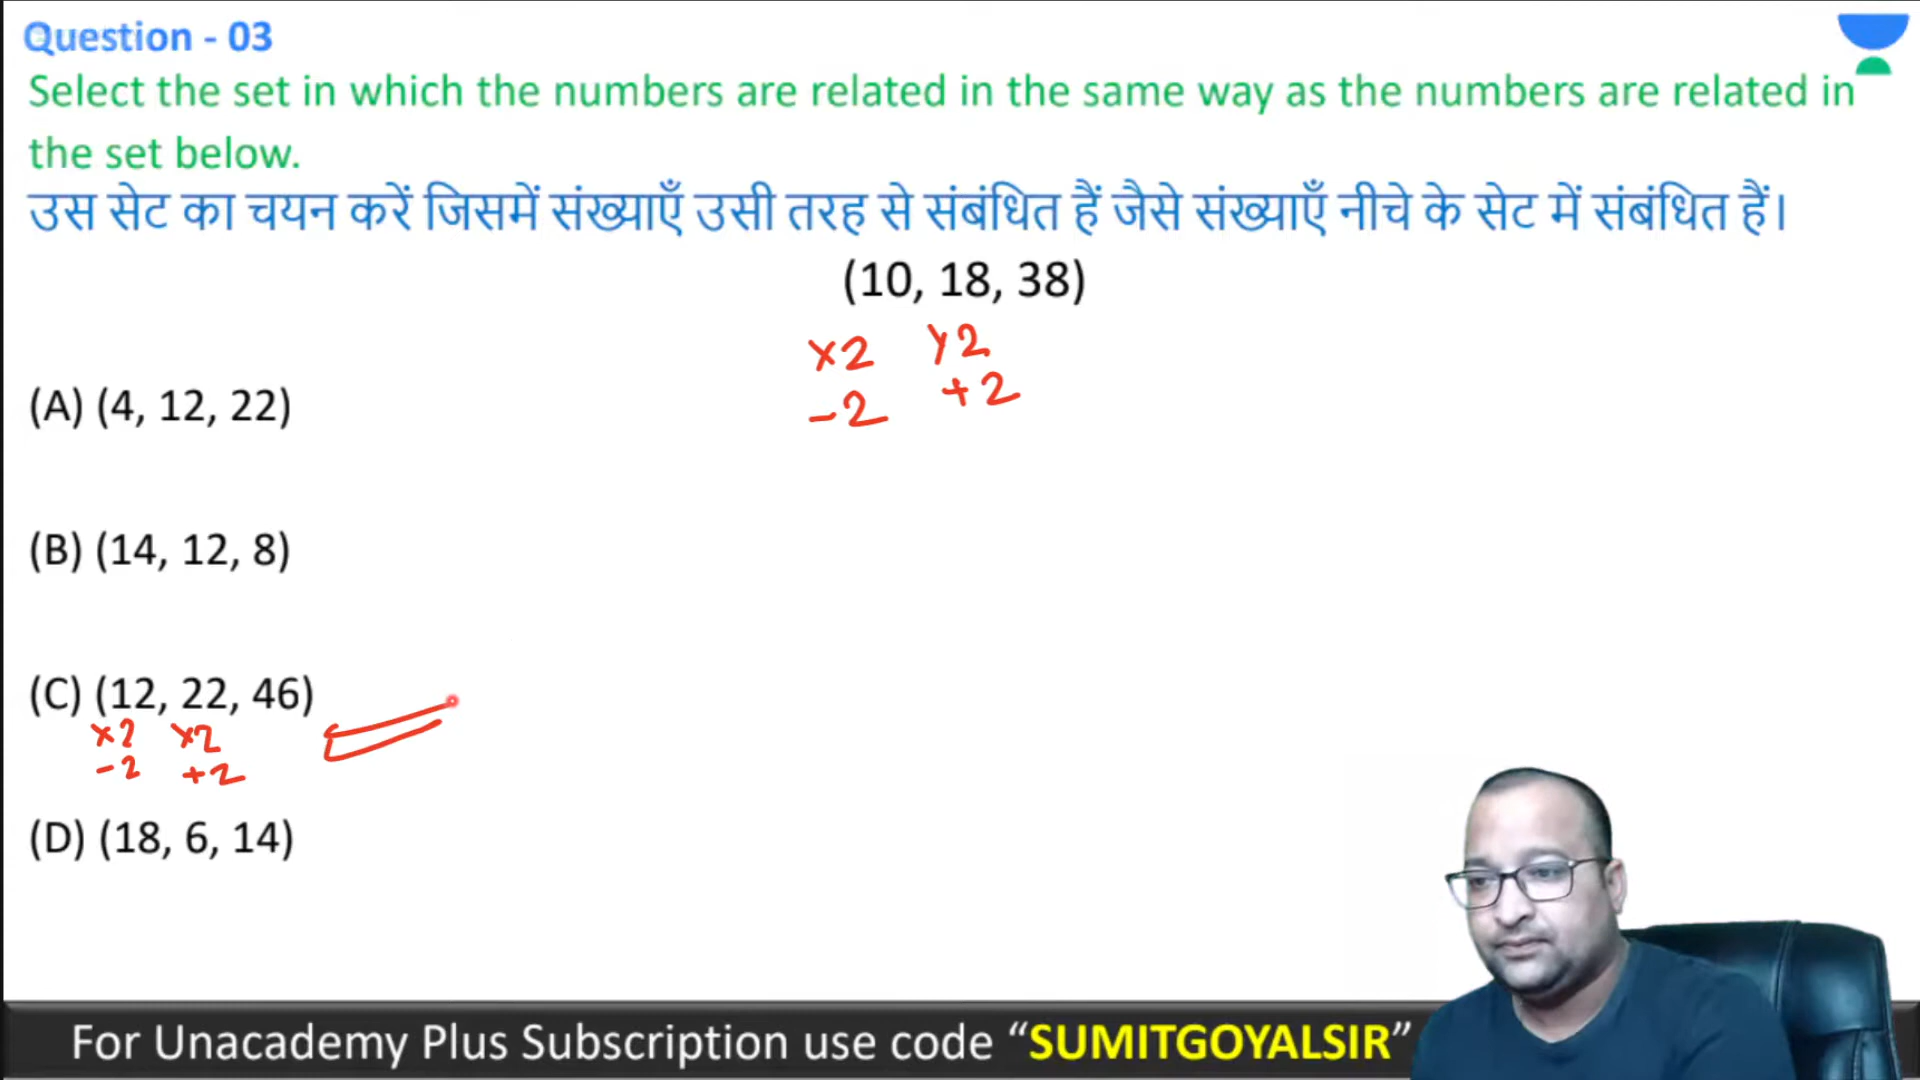 Question - 03
Select the set in which the numbers are related in the same way as the numbers are related in
the set below.
उस सेट का चयन करें जिसमें संख्याएँ उसी तरह से संबंधित हैं जैसे संख्याएँ नीचे के सेट में संबंधित हैं।
(10, 18, 38)
×2 ×2
-2 +2
(A) (4, 12, 22)
(B) (14, 12, 8)
(C) (12, 22, 46)
×2 ×2
-2 +2
(D) (18, 6, 14)
For Unacademy Plus Subscription use code “SUMITGOYALSIR”